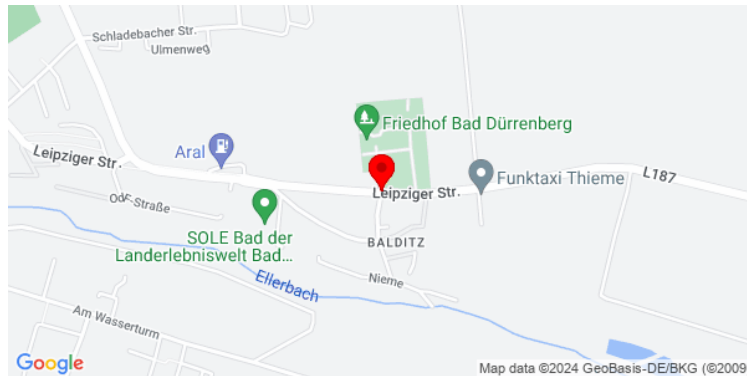 Schladebacher Str.
Ulmenweg
Friedhof Bad Dürrenberg
Aral
Leipziger Str.
L187
Funktaxi Thieme
Leipziger Str.
OdF-Straße
SOLE Bad der
Landerlebniswelt Bad...
BALDITZ
Ellerbach
Nieme
Am Wasserturm
Google
Map data ©2024 GeoBasis-DE/BKG (©2009